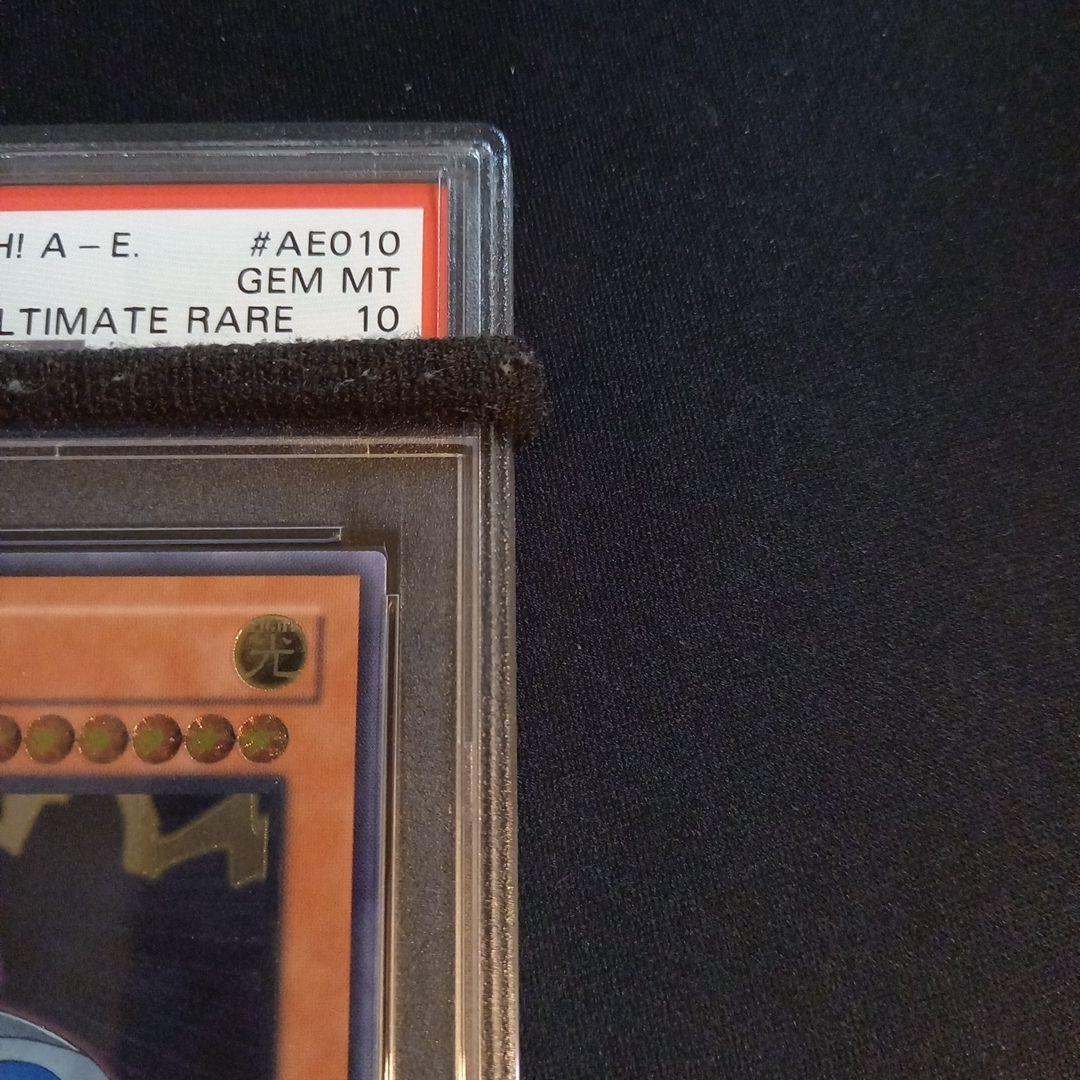 H! A-E. #AE010
GEM MT
LTIMATE RARE 10
光